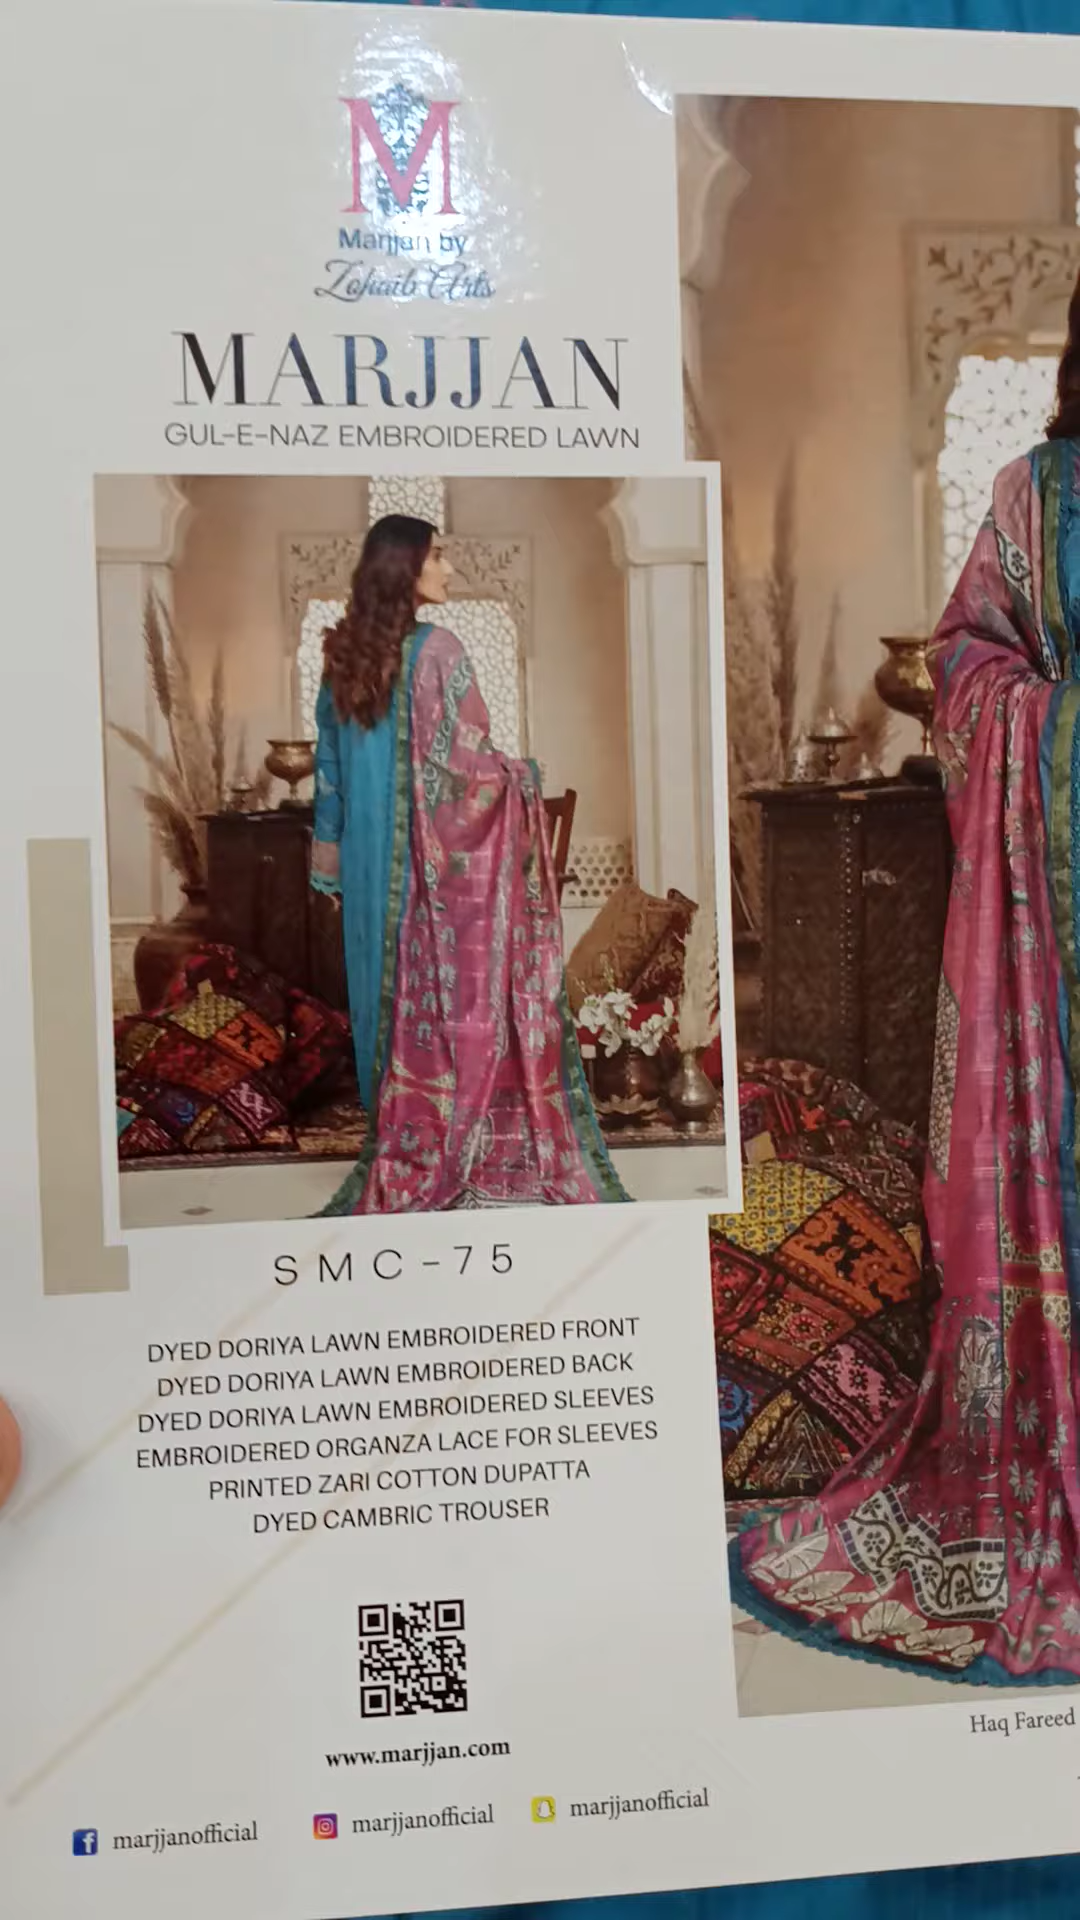 M
Marjjan by
Zohaib Arts
MARJJAN
GUL-E-NAZ EMBROIDERED LAWN
SMC-75
DYED DORIYA LAWN EMBROIDERED FRONT
DYED DORIYA LAWN EMBROIDERED BACK
DYED DORIYA LAWN EMBROIDERED SLEEVES
EMBROIDERED ORGANZA LACE FOR SLEEVES
PRINTED ZARI COTTON DUPATTA
DYED CAMBRIC TROUSER
www.marjjan.com
marjjanofficial
marjjanofficial
marjjanofficial
Haq Fareed